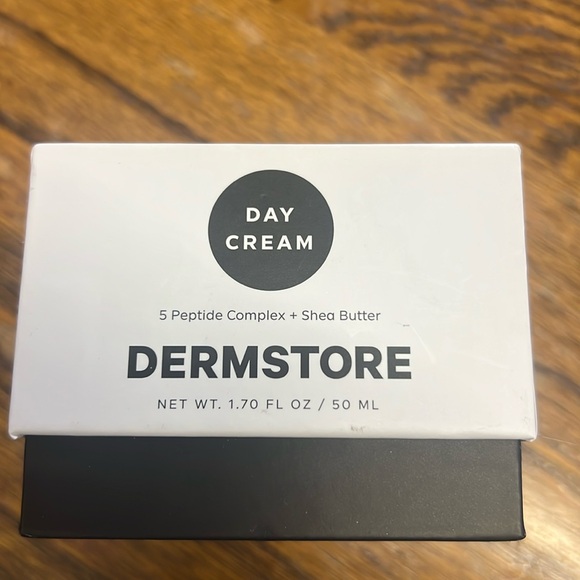 DAY
CREAM
5 Peptide Complex + Shea Butter
DERMSTORE
NET WT. 1.70 FL OZ / 50 ML